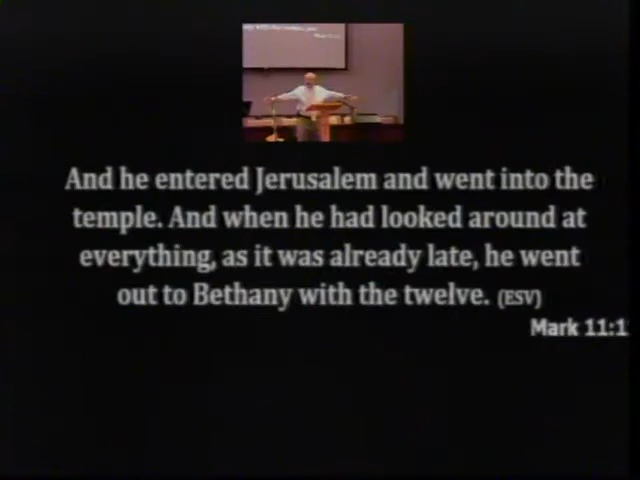 And he entered Jerusalem and went into the
temple. And when he had looked around at
everything, as it was already late, he went
out to Bethany with the twelve. (ESV)
Mark 11:1